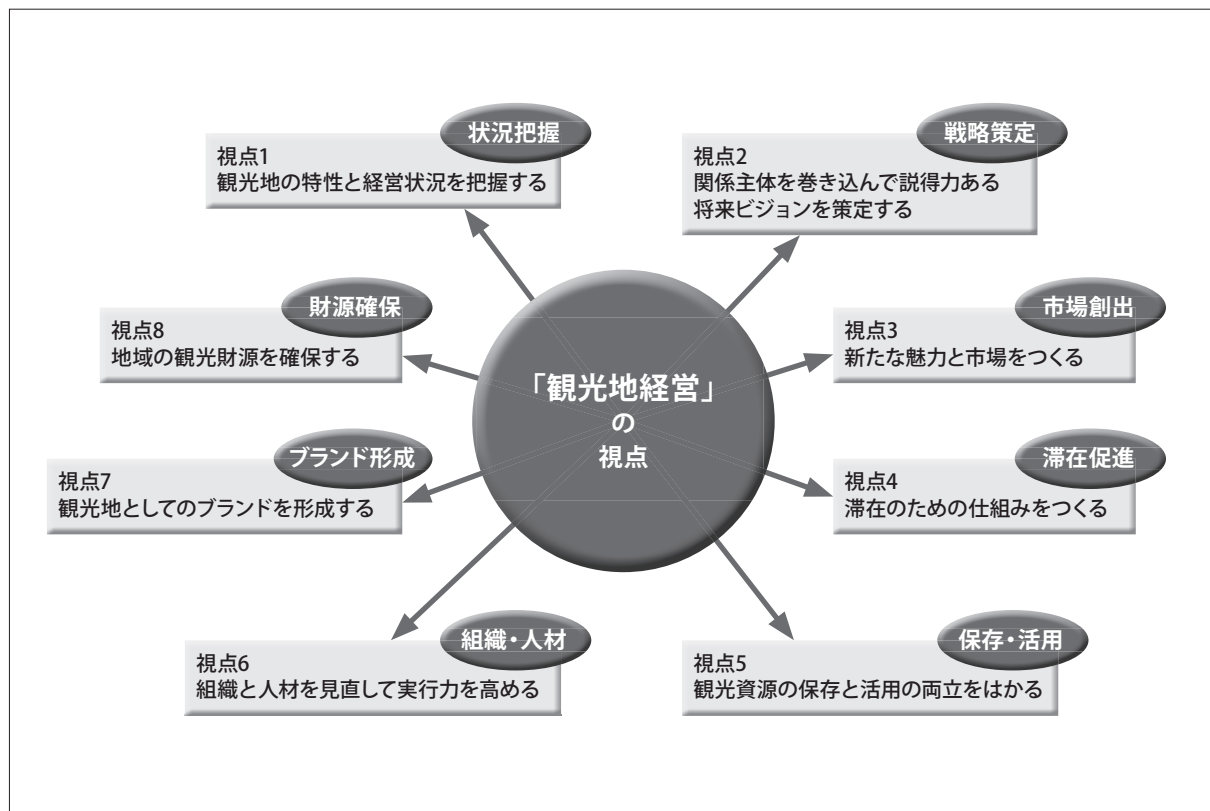 状況把握
視点1
観光地の特性と経営状況を把握する
戦略策定
視点2
関係主体を巻き込んで説得力ある
将来ビジョンを策定する
財源確保
視点8
地域の観光財源を確保する
市場創出
視点3
新たな魅力と市場をつくる
「観光地経営」
の
視点
ブランド形成
視点7
観光地としてのブランドを形成する
滞在促進
視点4
滞在のための仕組みをつくる
組織・人材
視点6
組織と人材を見直して実行力を高める
保存・活用
視点5
観光資源の保存と活用の両立をはかる